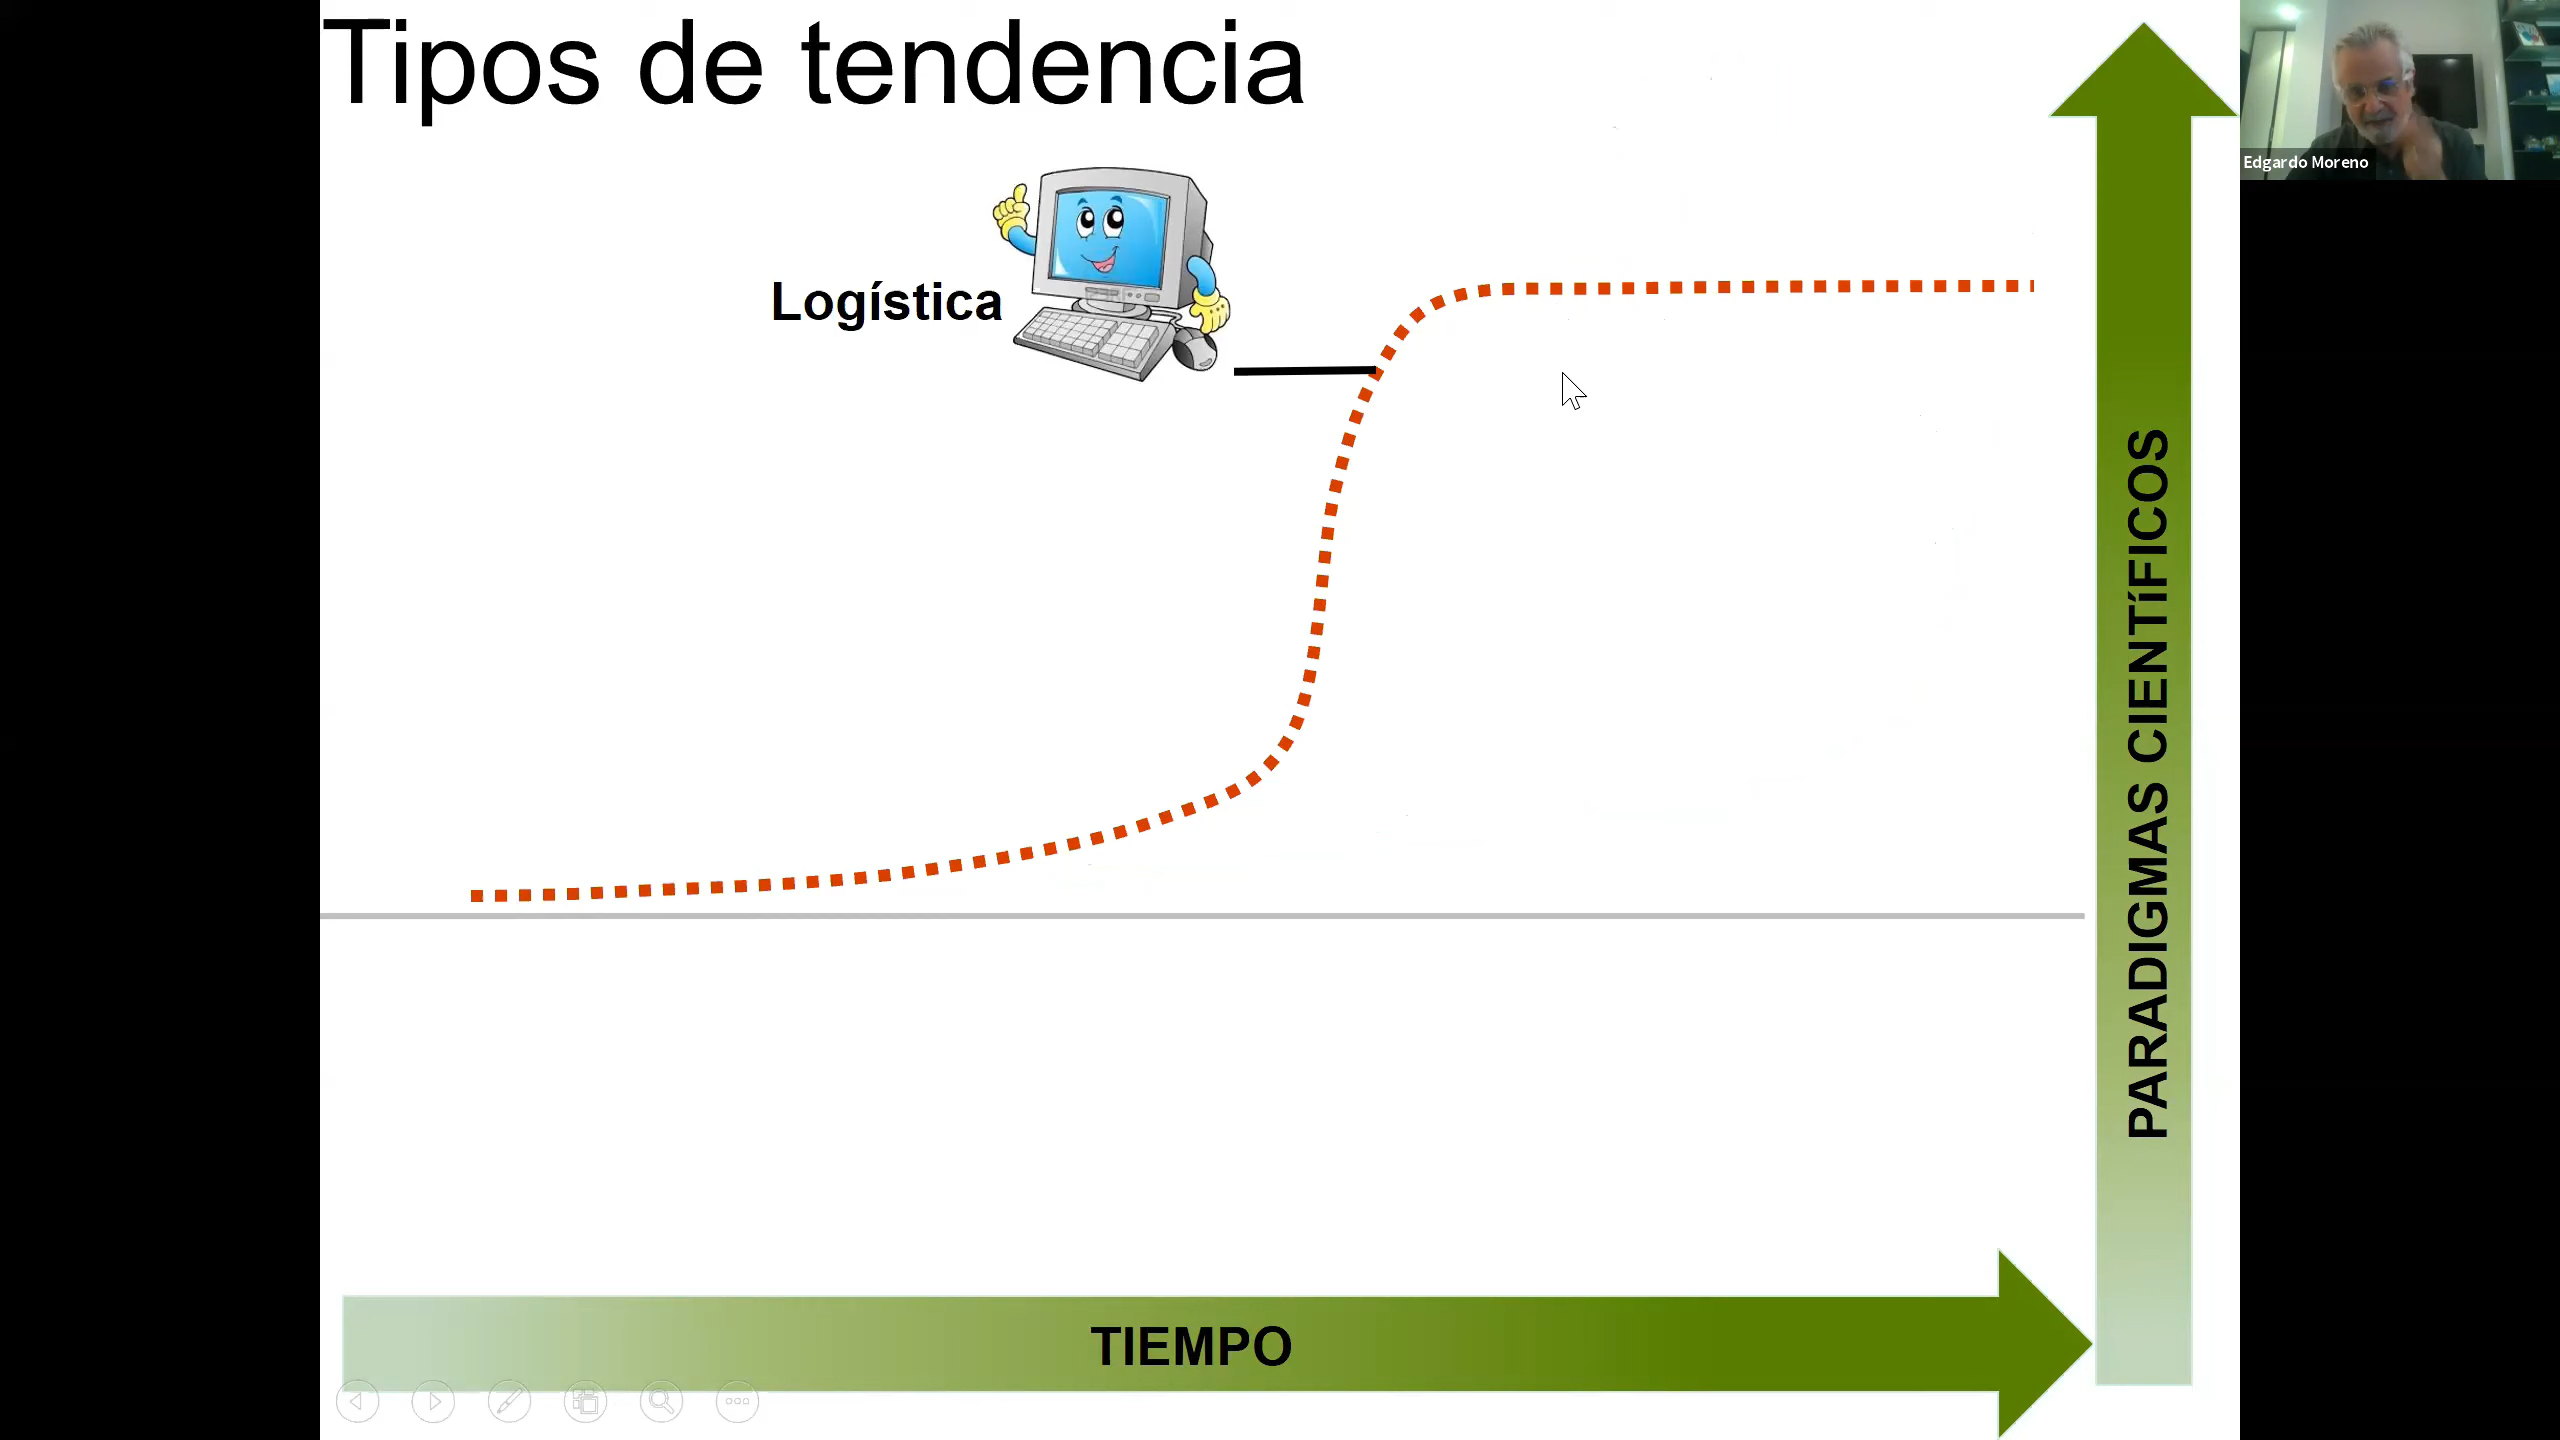 Tipos de tendencia
Edgardo Moreno
Logística
PARADIGMAS CIENTÍFICOS
TIEMPO